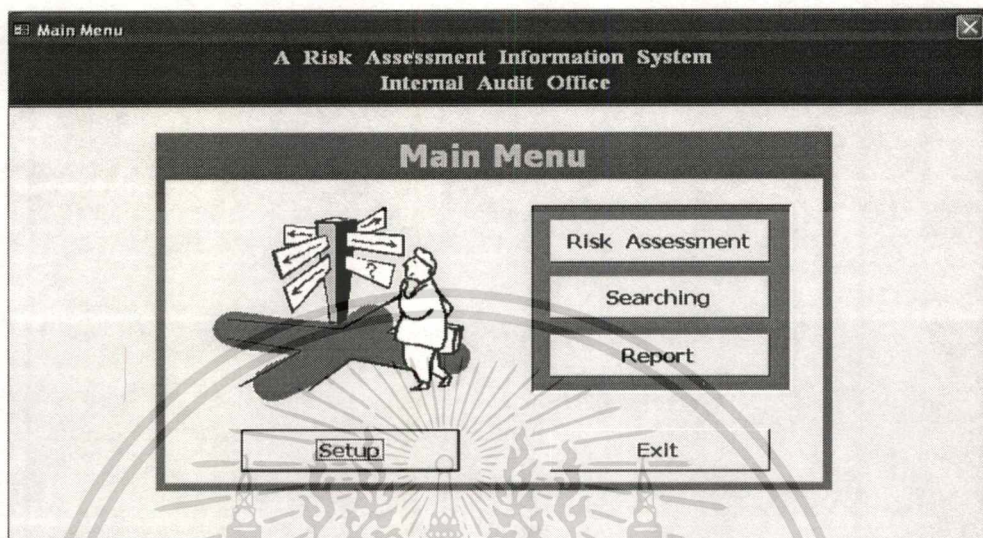 Main Menu
A Risk Assessment Information System
Internal Audit Office
Main Menu
?
Risk Assessment
Searching
Report
Setup
Exit